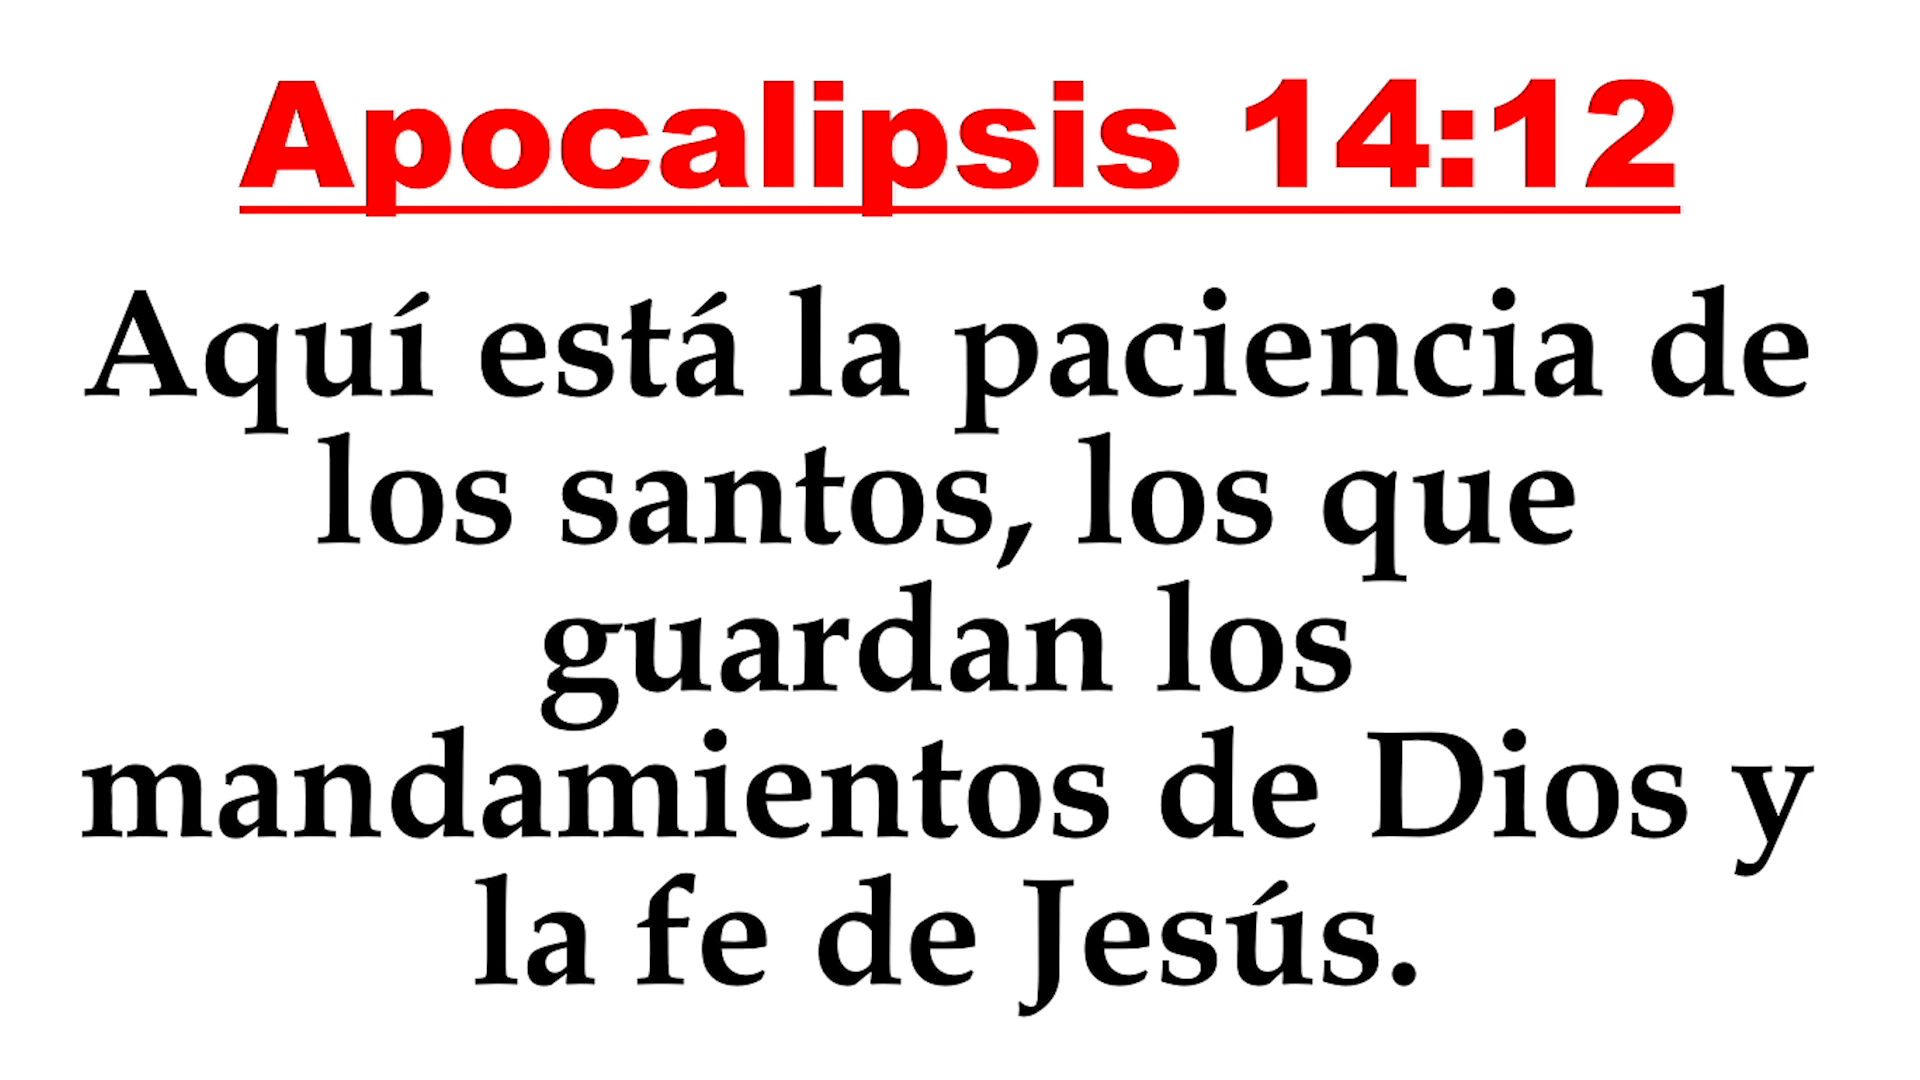 Apocalipsis 14:12
Aquí está la paciencia de
los santos, los que
guardan los
mandamientos de Dios y
la fe de Jesús.